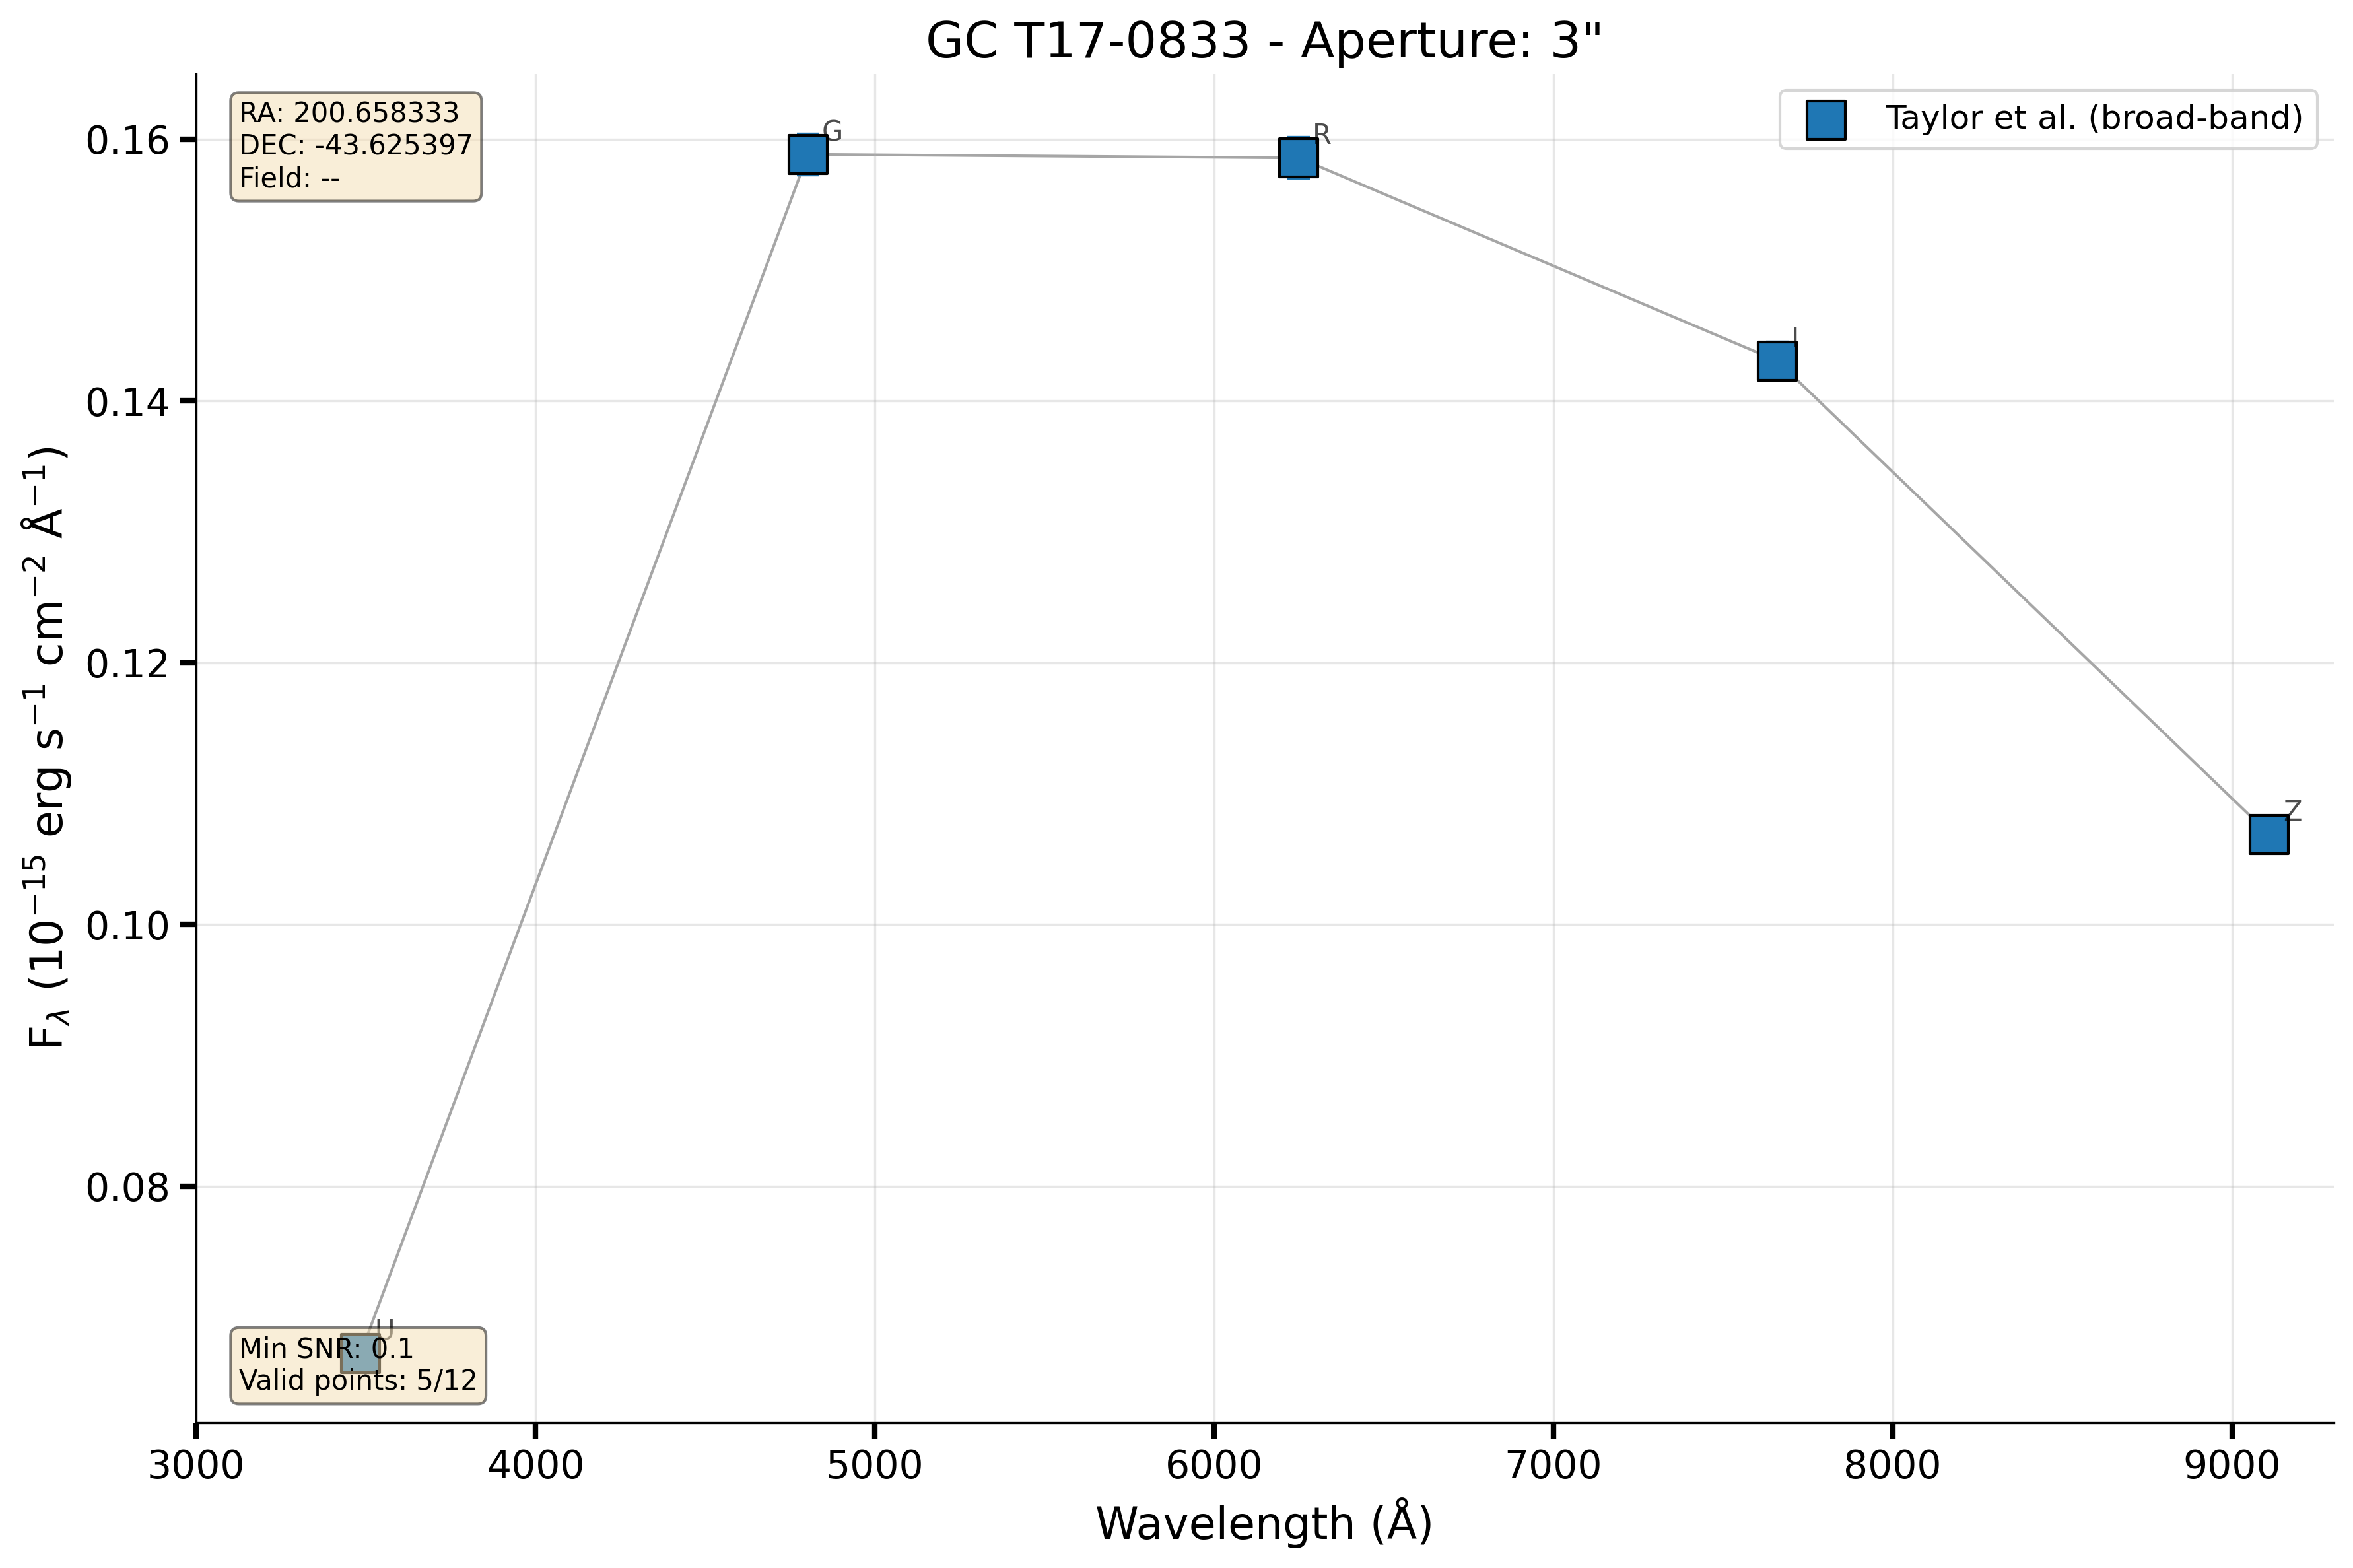 GC T17-0833 - Aperture: 3"
RA: 200.658333
DEC: -43.625397
Field: --
Taylor et al. (broad-band)
G
R
I
Z
U
Min SNR: 0.1
Valid points: 5/12
0.16
0.14
0.12
0.10
0.08
F_λ (10⁻¹⁵ erg s⁻¹ cm⁻² Å⁻¹)
3000 4000 5000 6000 7000 8000 9000
Wavelength (Å)